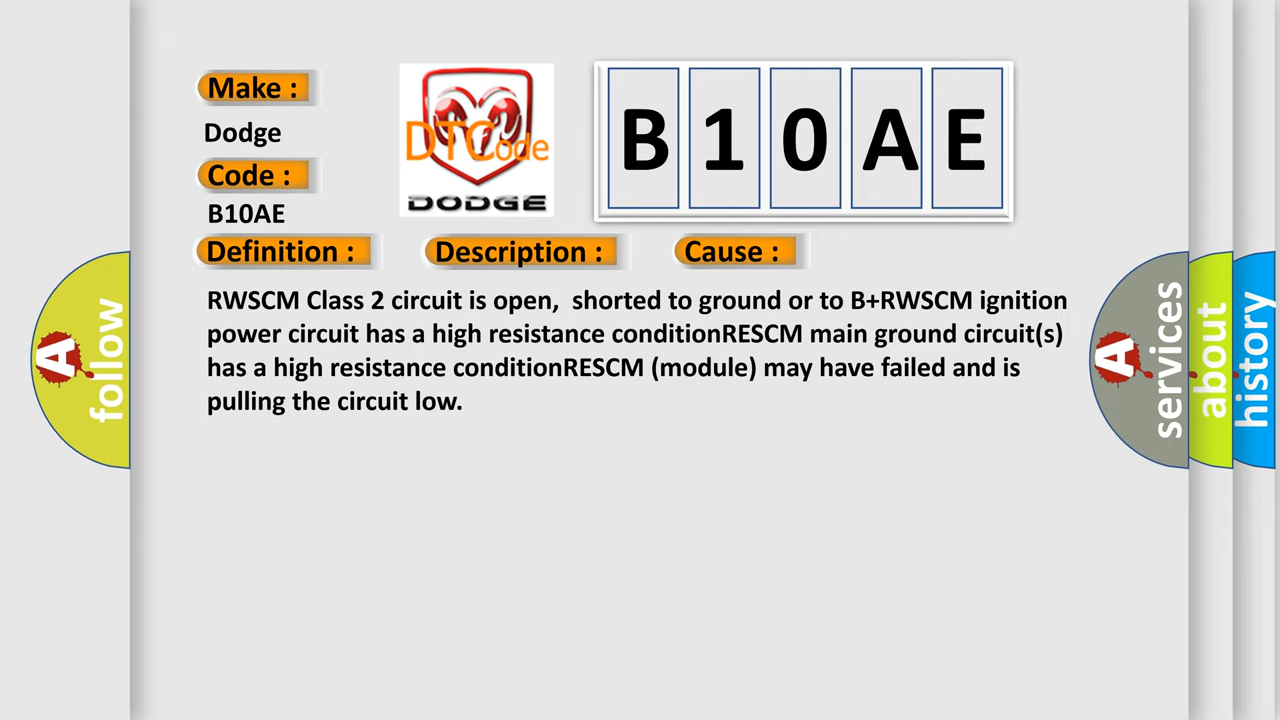 Make :
Dodge
Code :
B10AE
DTCode
DODGE
B 1 0 A E
Definition :
Description :
Cause :
RWSCM Class 2 circuit is open,  shorted to ground or to B+RWSCM ignition
power circuit has a high resistance conditionRESCM main ground circuit(s)
has a high resistance conditionRESCM (module) may have failed and is
pulling the circuit low.
A
follow
A
services
about
history